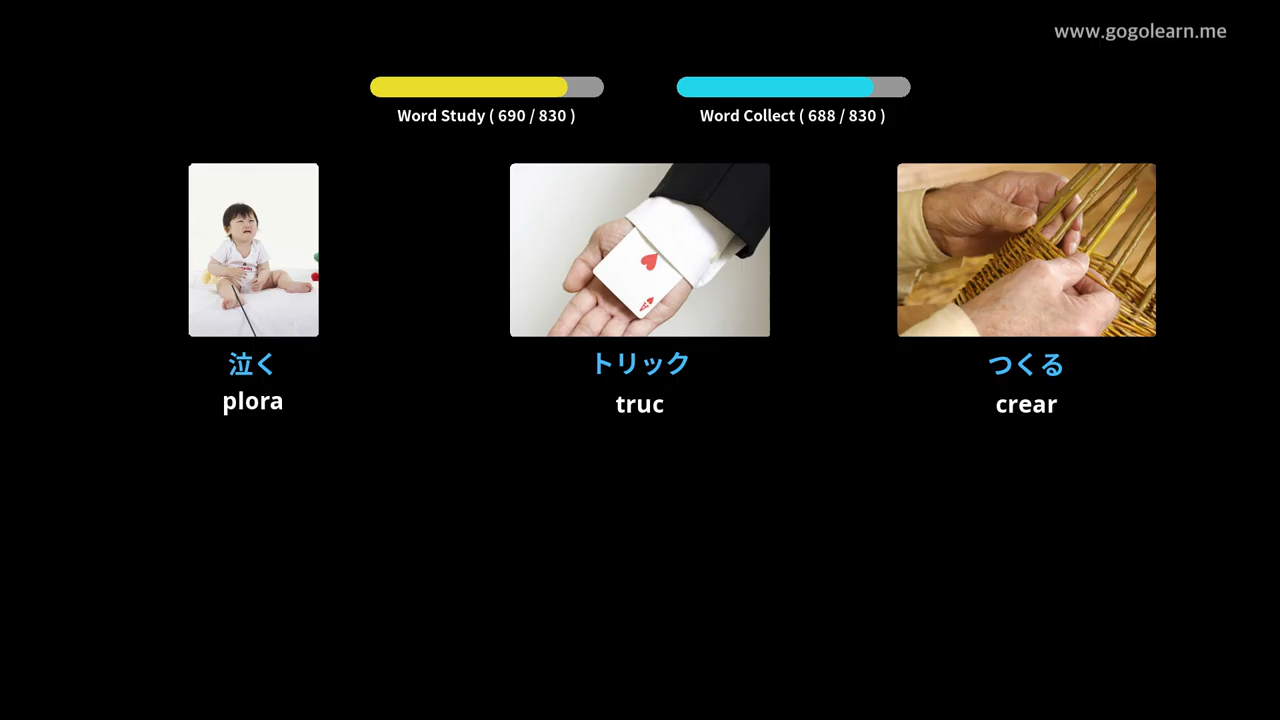 www.gogolearn.me
Word Study ( 690 / 830 )
Word Collect ( 688 / 830 )
泣く
トリック
つくる
plora
truc
crear